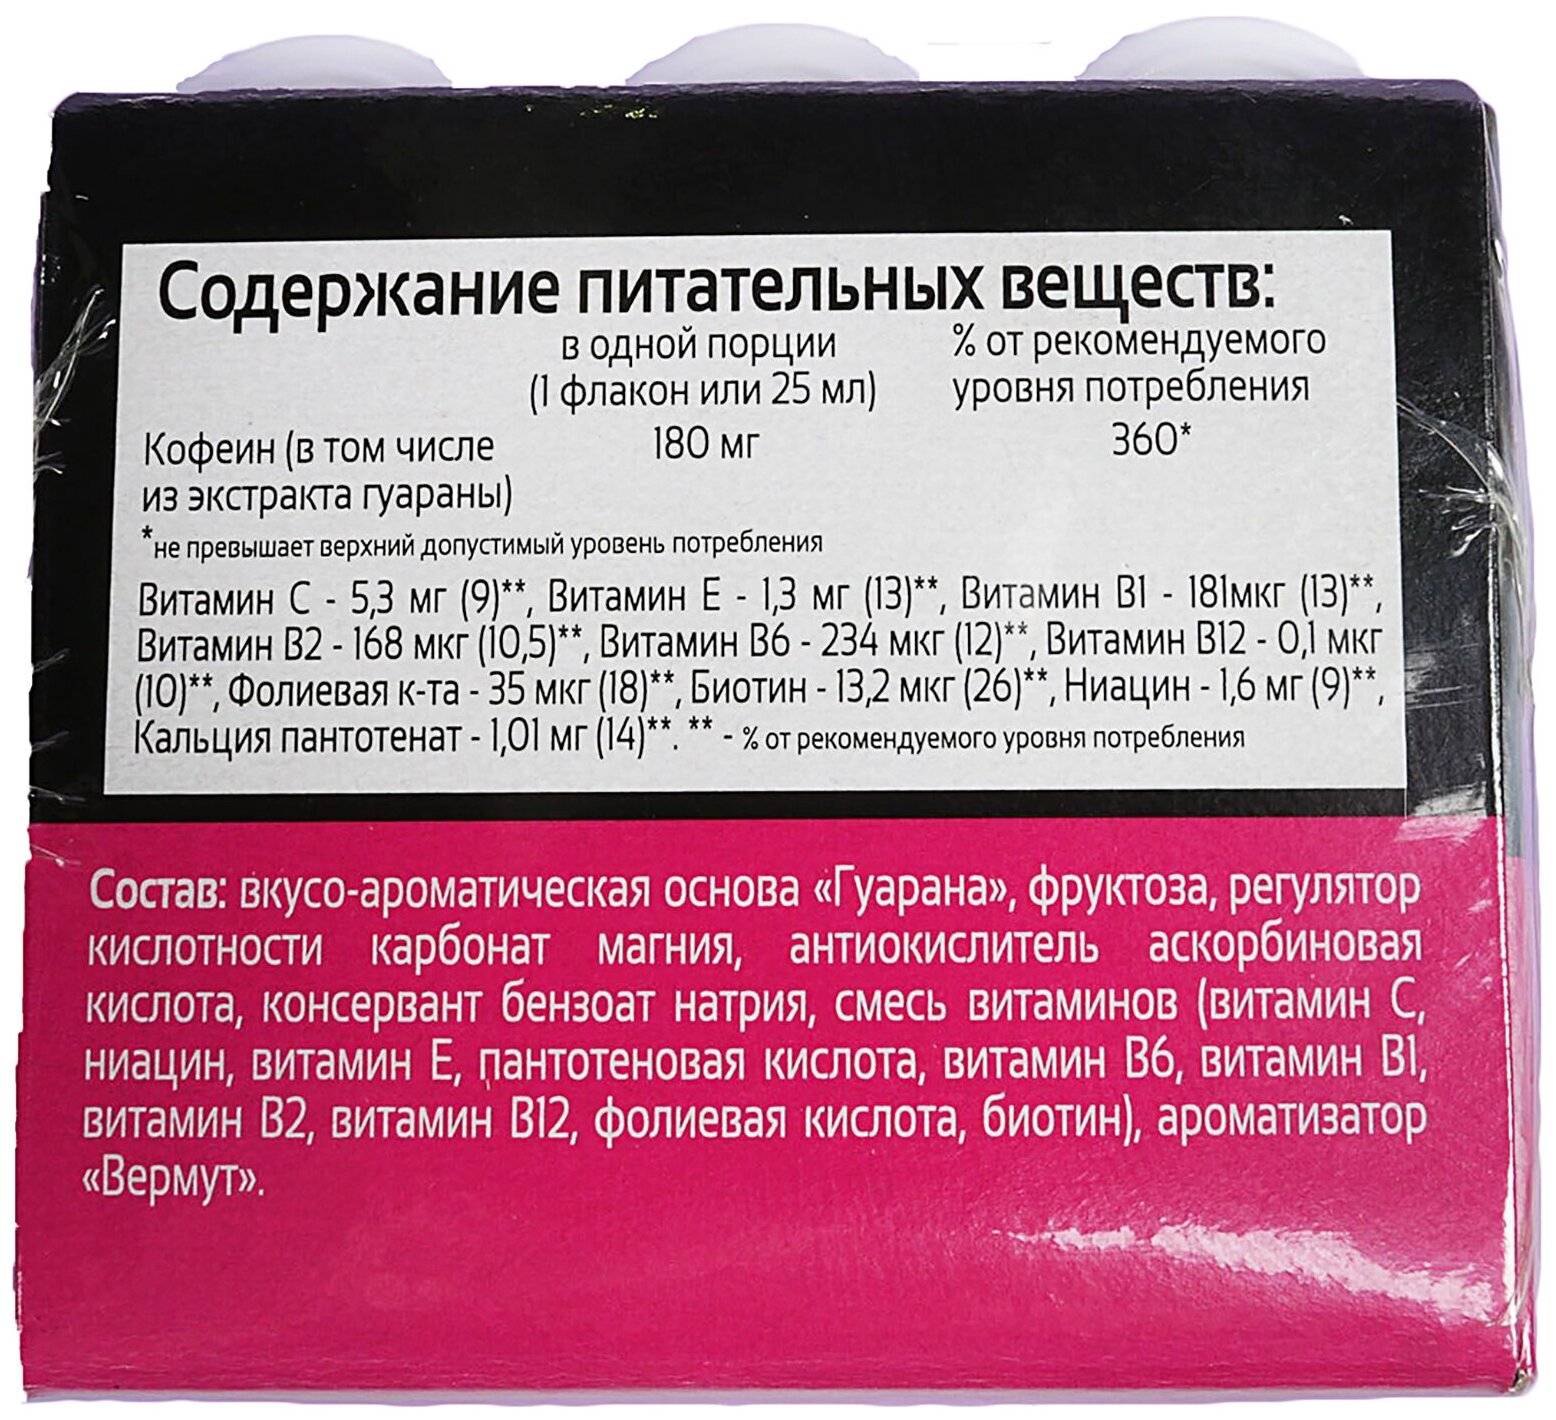 Содержание питательных веществ:
в одной порции % от рекомендуемого
(1 флакон или 25 мл) уровня потребления
Кофеин (в том числе 180 мг 360*
из экстракта гуараны)
*не превышает верхний допустимый уровень потребления
Витамин С - 5,3 мг (9)**, Витамин Е - 1,3 мг (13)**, Витамин В1 - 181мкг (13)**,
Витамин В2 - 168 мкг (10,5)**, Витамин В6 - 234 мкг (12)**, Витамин В12 - 0,1 мкг
(10)**, Фолиевая к-та - 35 мкг (18)**, Биотин - 13,2 мкг (26)**, Ниацин - 1,6 мг (9)**,
Кальция пантотенат - 1,01 мг (14)**. ** - % от рекомендуемого уровня потребления
Состав: вкусо-ароматическая основа «Гуарана», фруктоза, регулятор
кислотности карбонат магния, антиокислитель аскорбиновая
кислота, консервант бензоат натрия, смесь витаминов (витамин С,
ниацин, витамин Е, пантотеновая кислота, витамин В6, витамин В1,
витамин В2, витамин В12, фолиевая кислота, биотин), ароматизатор
«Вермут».